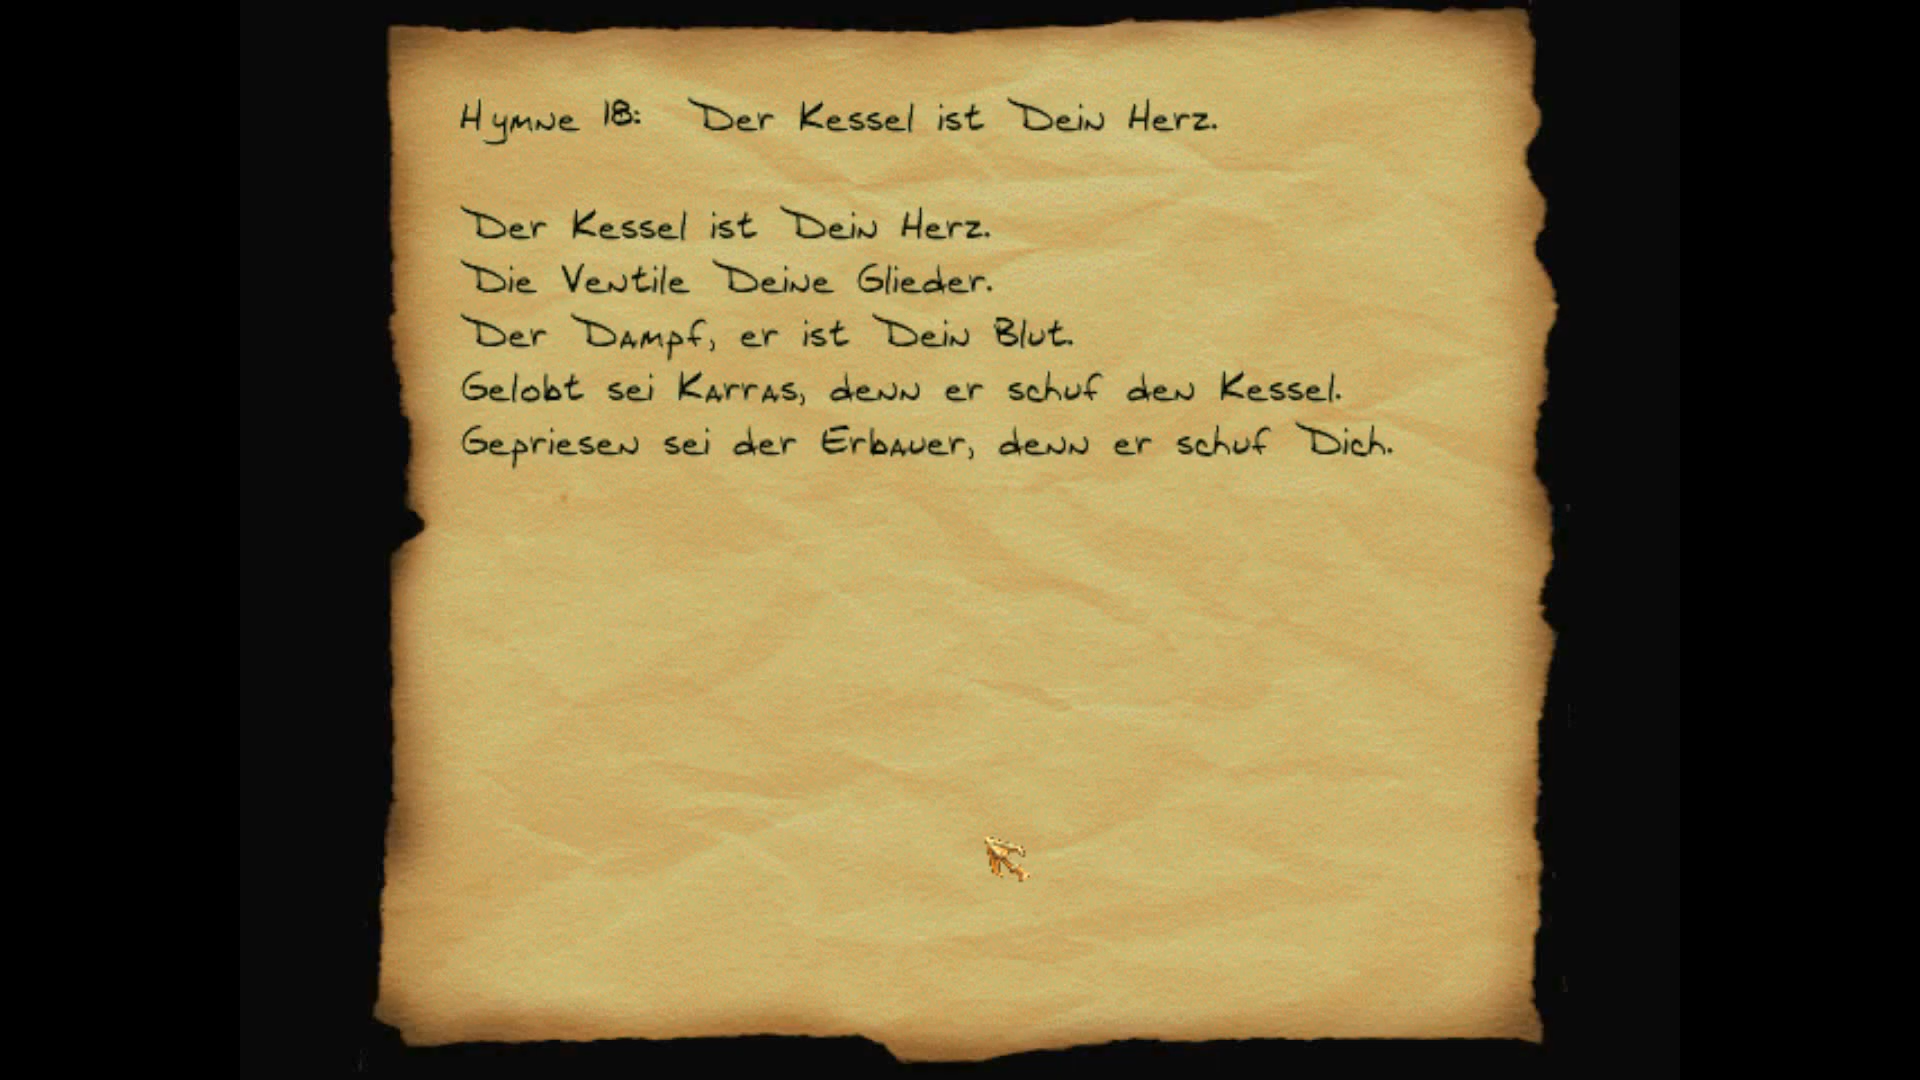 Hymne 18: Der Kessel ist Dein Herz.
Der Kessel ist Dein Herz.
Die Ventile Deine Glieder.
Der Dampf, er ist Dein Blut.
Gelobt sei Karras, denn er schuf den Kessel.
Gepriesen sei der Erbauer, denn er schuf Dich.